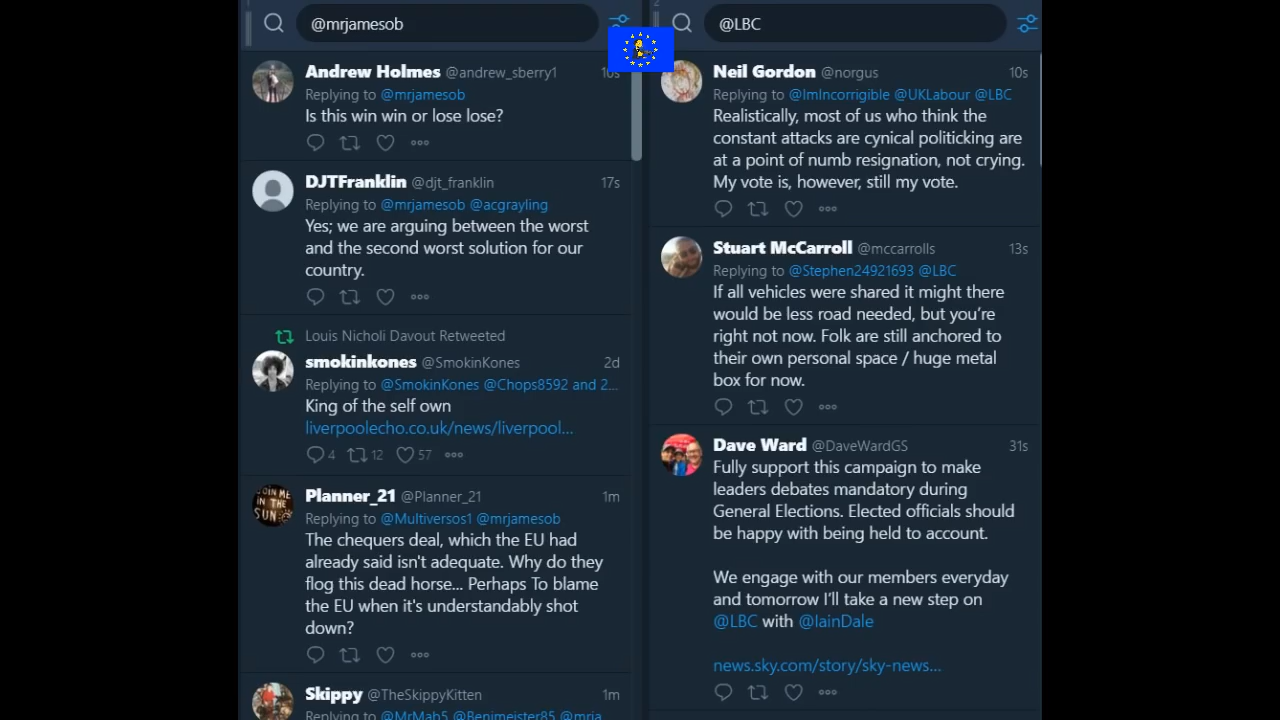 @mrjamesob
Andrew Holmes @andrew_sberry1 10s
Replying to @mrjamesob
Is this win win or lose lose?
DJTFranklin @djt_franklin 17s
Replying to @mrjamesob @acgrayling
Yes; we are arguing between the worst
and the second worst solution for our
country.
Louis Nicholi Davout Retweeted
smokinkones @SmokinKones 2d
Replying to @SmokinKones @Chops8592 and 2...
King of the self own
liverpoolecho.co.uk/news/liverpool...
4 12 57
Planner_21 @Planner_21 1m
Replying to @Multiversos1 @mrjamesob
The chequers deal, which the EU had
already said isn't adequate. Why do they
flog this dead horse... Perhaps To blame
the EU when it's understandably shot
down?
Skippy @TheSkippyKitten 1m
Replying to @MrMah5 @Benjmeister85 @mrja
2
@LBC
Neil Gordon @norgus 10s
Replying to @ImIncorrigible @UKLabour @LBC
Realistically, most of us who think the
constant attacks are cynical politicking are
at a point of numb resignation, not crying.
My vote is, however, still my vote.
Stuart McCarroll @mccarrolls 13s
Replying to @Stephen24921693 @LBC
If all vehicles were shared it might there
would be less road needed, but you're
right not now. Folk are still anchored to
their own personal space / huge metal
box for now.
Dave Ward @DaveWardGS 31s
Fully support this campaign to make
leaders debates mandatory during
General Elections. Elected officials should
be happy with being held to account.
We engage with our members everyday
and tomorrow I'll take a new step on
@LBC with @IainDale
news.sky.com/story/sky-news...
JOIN ME
IN THE
SUN